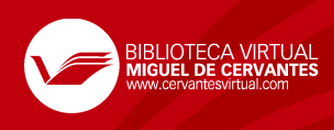 BIBLIOTECA VIRTUAL
MIGUEL DE CERVANTES
www.cervantesvirtual.com